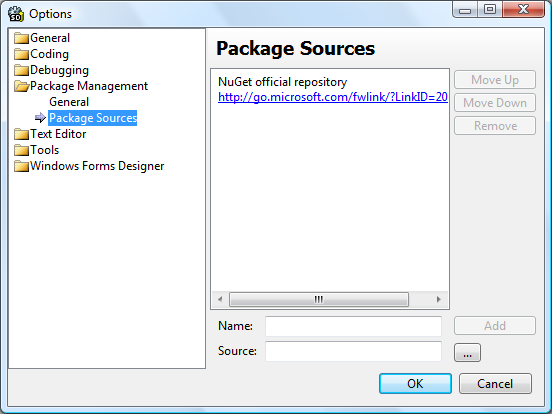 Options
General
Coding
Debugging
Package Management
General
Package Sources
Text Editor
Tools
Windows Forms Designer
Package Sources
NuGet official repository
http://go.microsoft.com/fwlink/?LinkID=20
Move Up
Move Down
Remove
Name:
Add
Source:
...
OK
Cancel